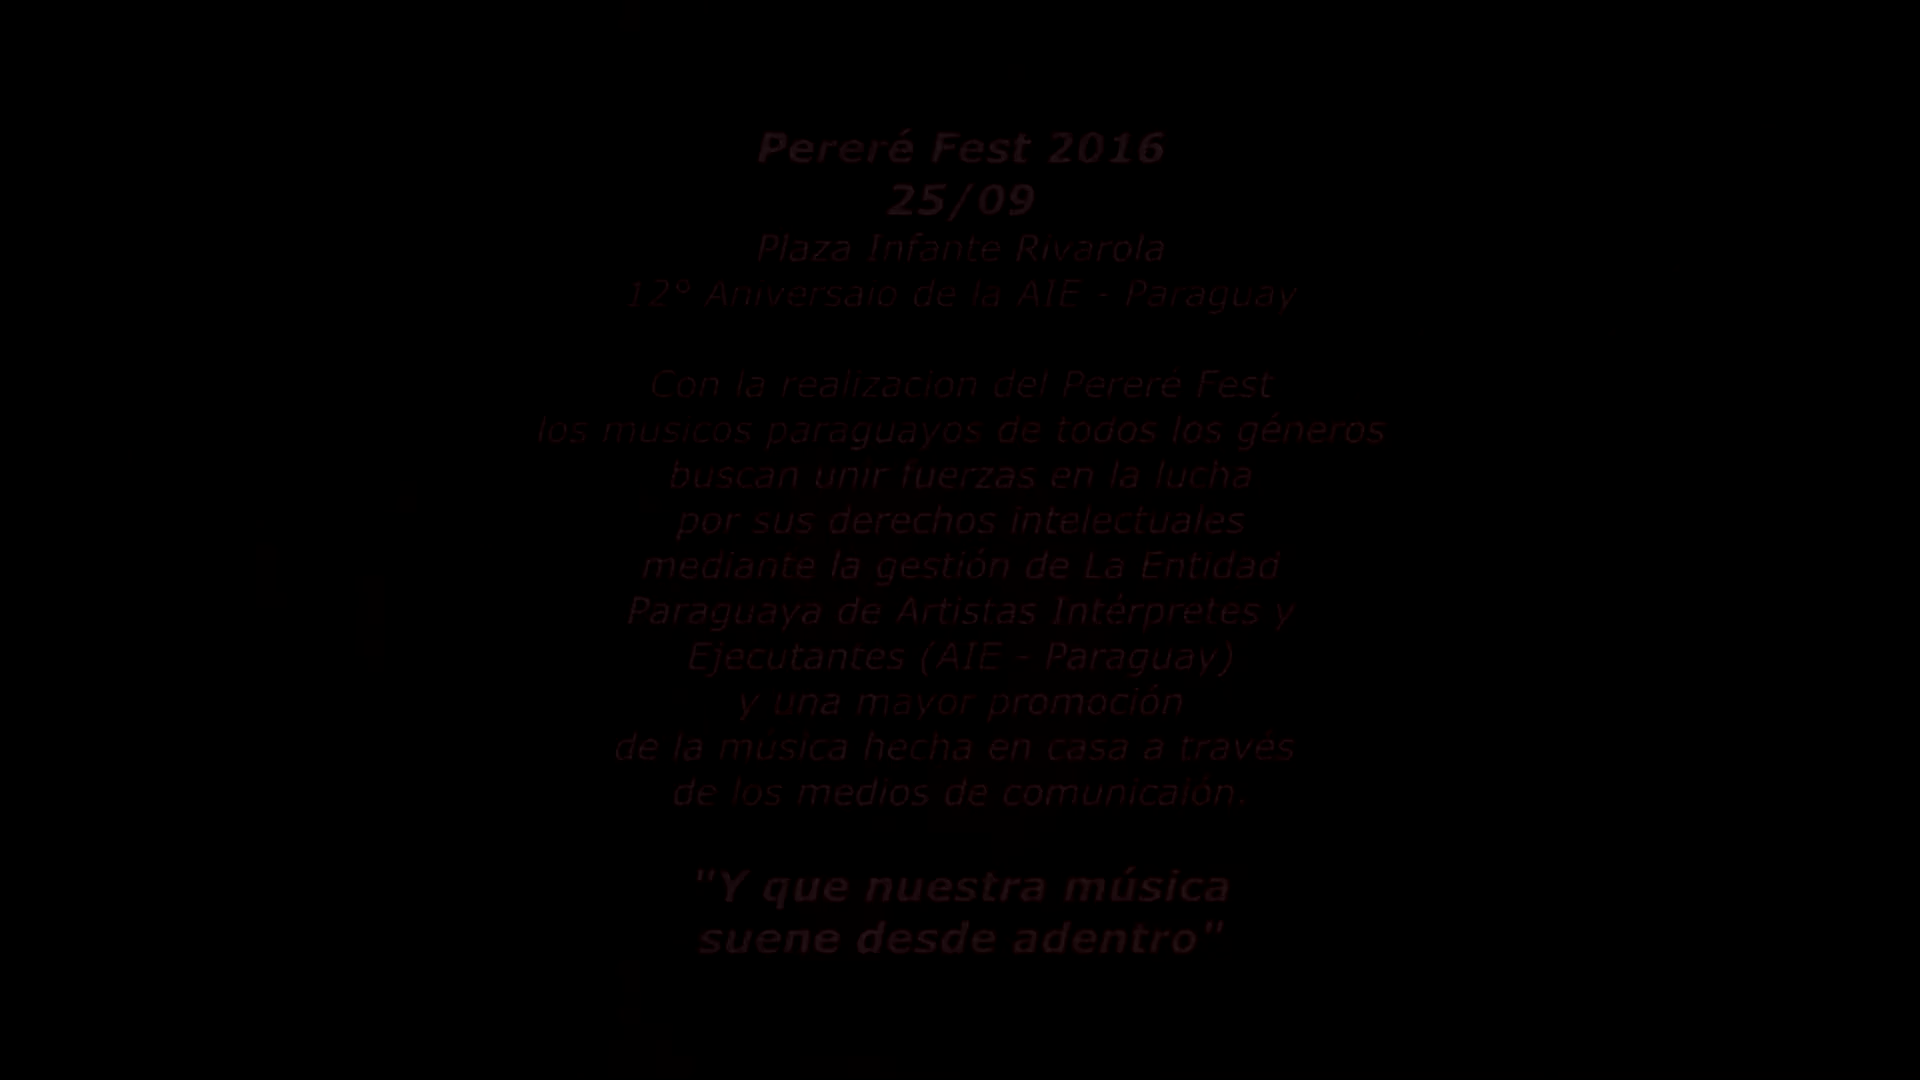 Pereré Fest 2016
25/09
Plaza Infante Rivarola
12° Aniversaio de la AIE - Paraguay
Con la realizacion del Pereré Fest
los musicos paraguayos de todos los géneros
buscan unir fuerzas en la lucha
por sus derechos intelectuales
mediante la gestión de La Entidad
Paraguaya de Artistas Intérpretes y
Ejecutantes (AIE - Paraguay)
y una mayor promoción
de la música hecha en casa a través
de los medios de comunicaión.
"Y que nuestra música
suene desde adentro"